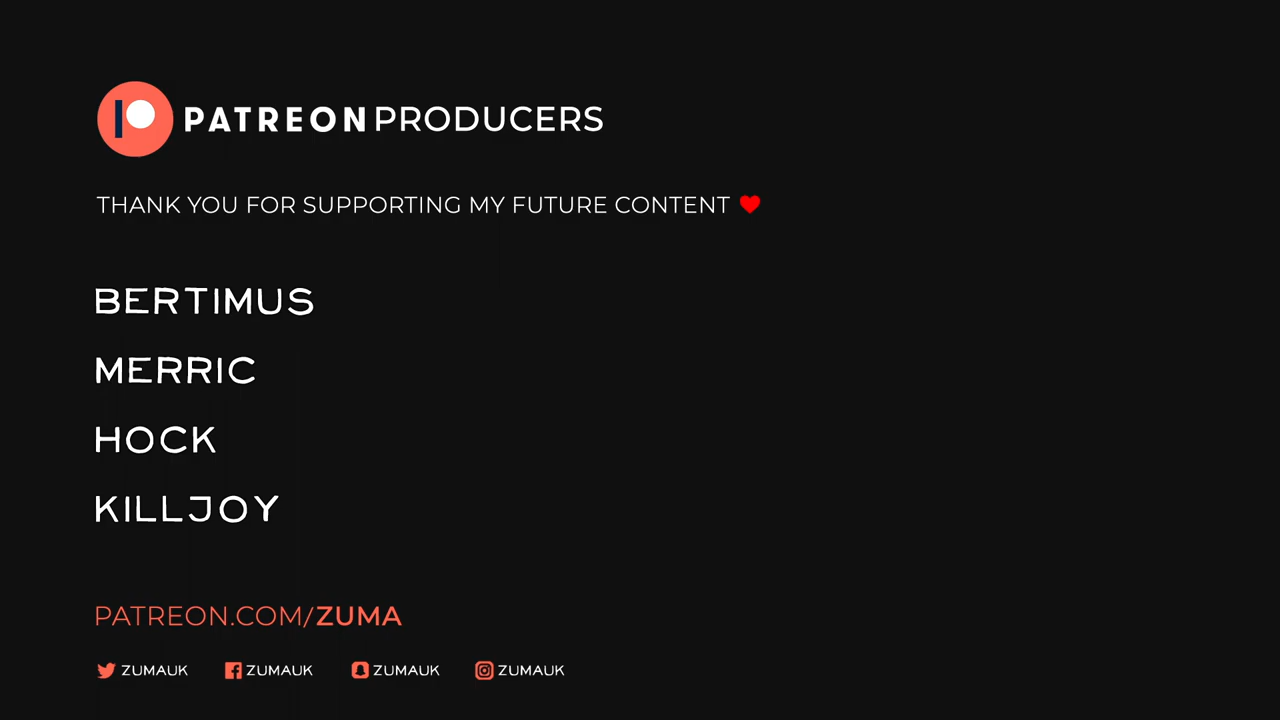 PATREON PRODUCERS
THANK YOU FOR SUPPORTING MY FUTURE CONTENT ❤
BERTIMUS
MERRIC
HOCK
KILLJOY
PATREON.COM/ZUMA
ZUMAUK ZUMAUK ZUMAUK ZUMAUK